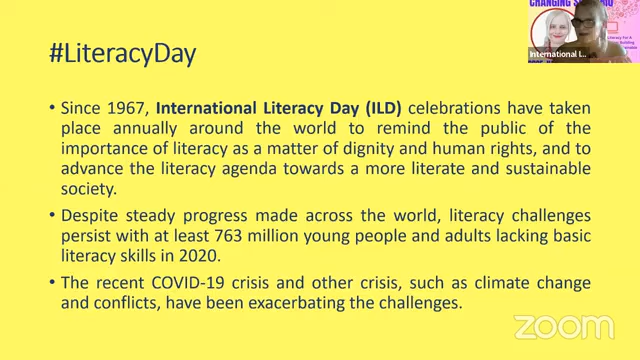 CHANGING S
#LiteracyDay
International I...
• Since 1967, International Literacy Day (ILD) celebrations have taken
place annually around the world to remind the public of the
importance of literacy as a matter of dignity and human rights, and to
advance the literacy agenda towards a more literate and sustainable
society.
• Despite steady progress made across the world, literacy challenges
persist with at least 763 million young people and adults lacking basic
literacy skills in 2020.
• The recent COVID-19 crisis and other crisis, such as climate change
and conflicts, have been exacerbating the challenges.
zoom